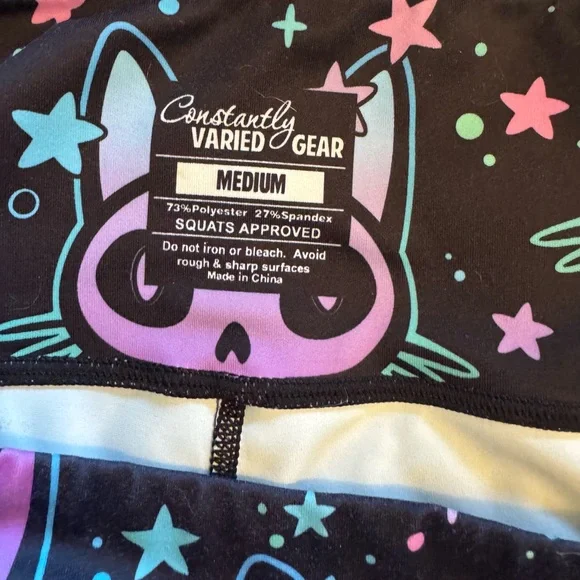 Constantly
VARIED GEAR
MEDIUM
73%Polyester 27%Spandex
SQUATS APPROVED
Do not iron or bleach. Avoid
rough & sharp surfaces
Made in China